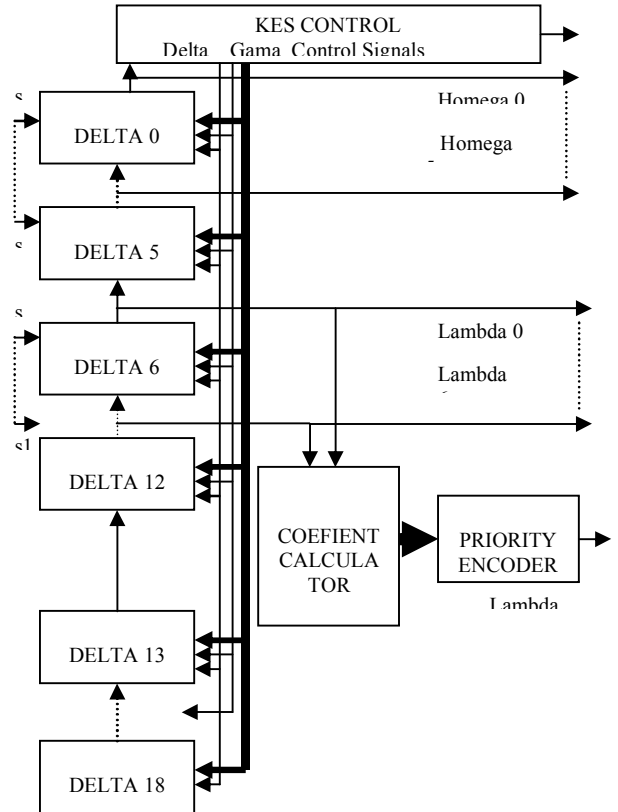 KES CONTROL
Delta Gama Control Signals
s
Homega 0
DELTA 0
Homega
s
DELTA 5
s
Lambda 0
DELTA 6
Lambda
s1
DELTA 12
COEFIENT
CALCULA
TOR
PRIORITY
ENCODER
Lambda
DELTA 13
DELTA 18